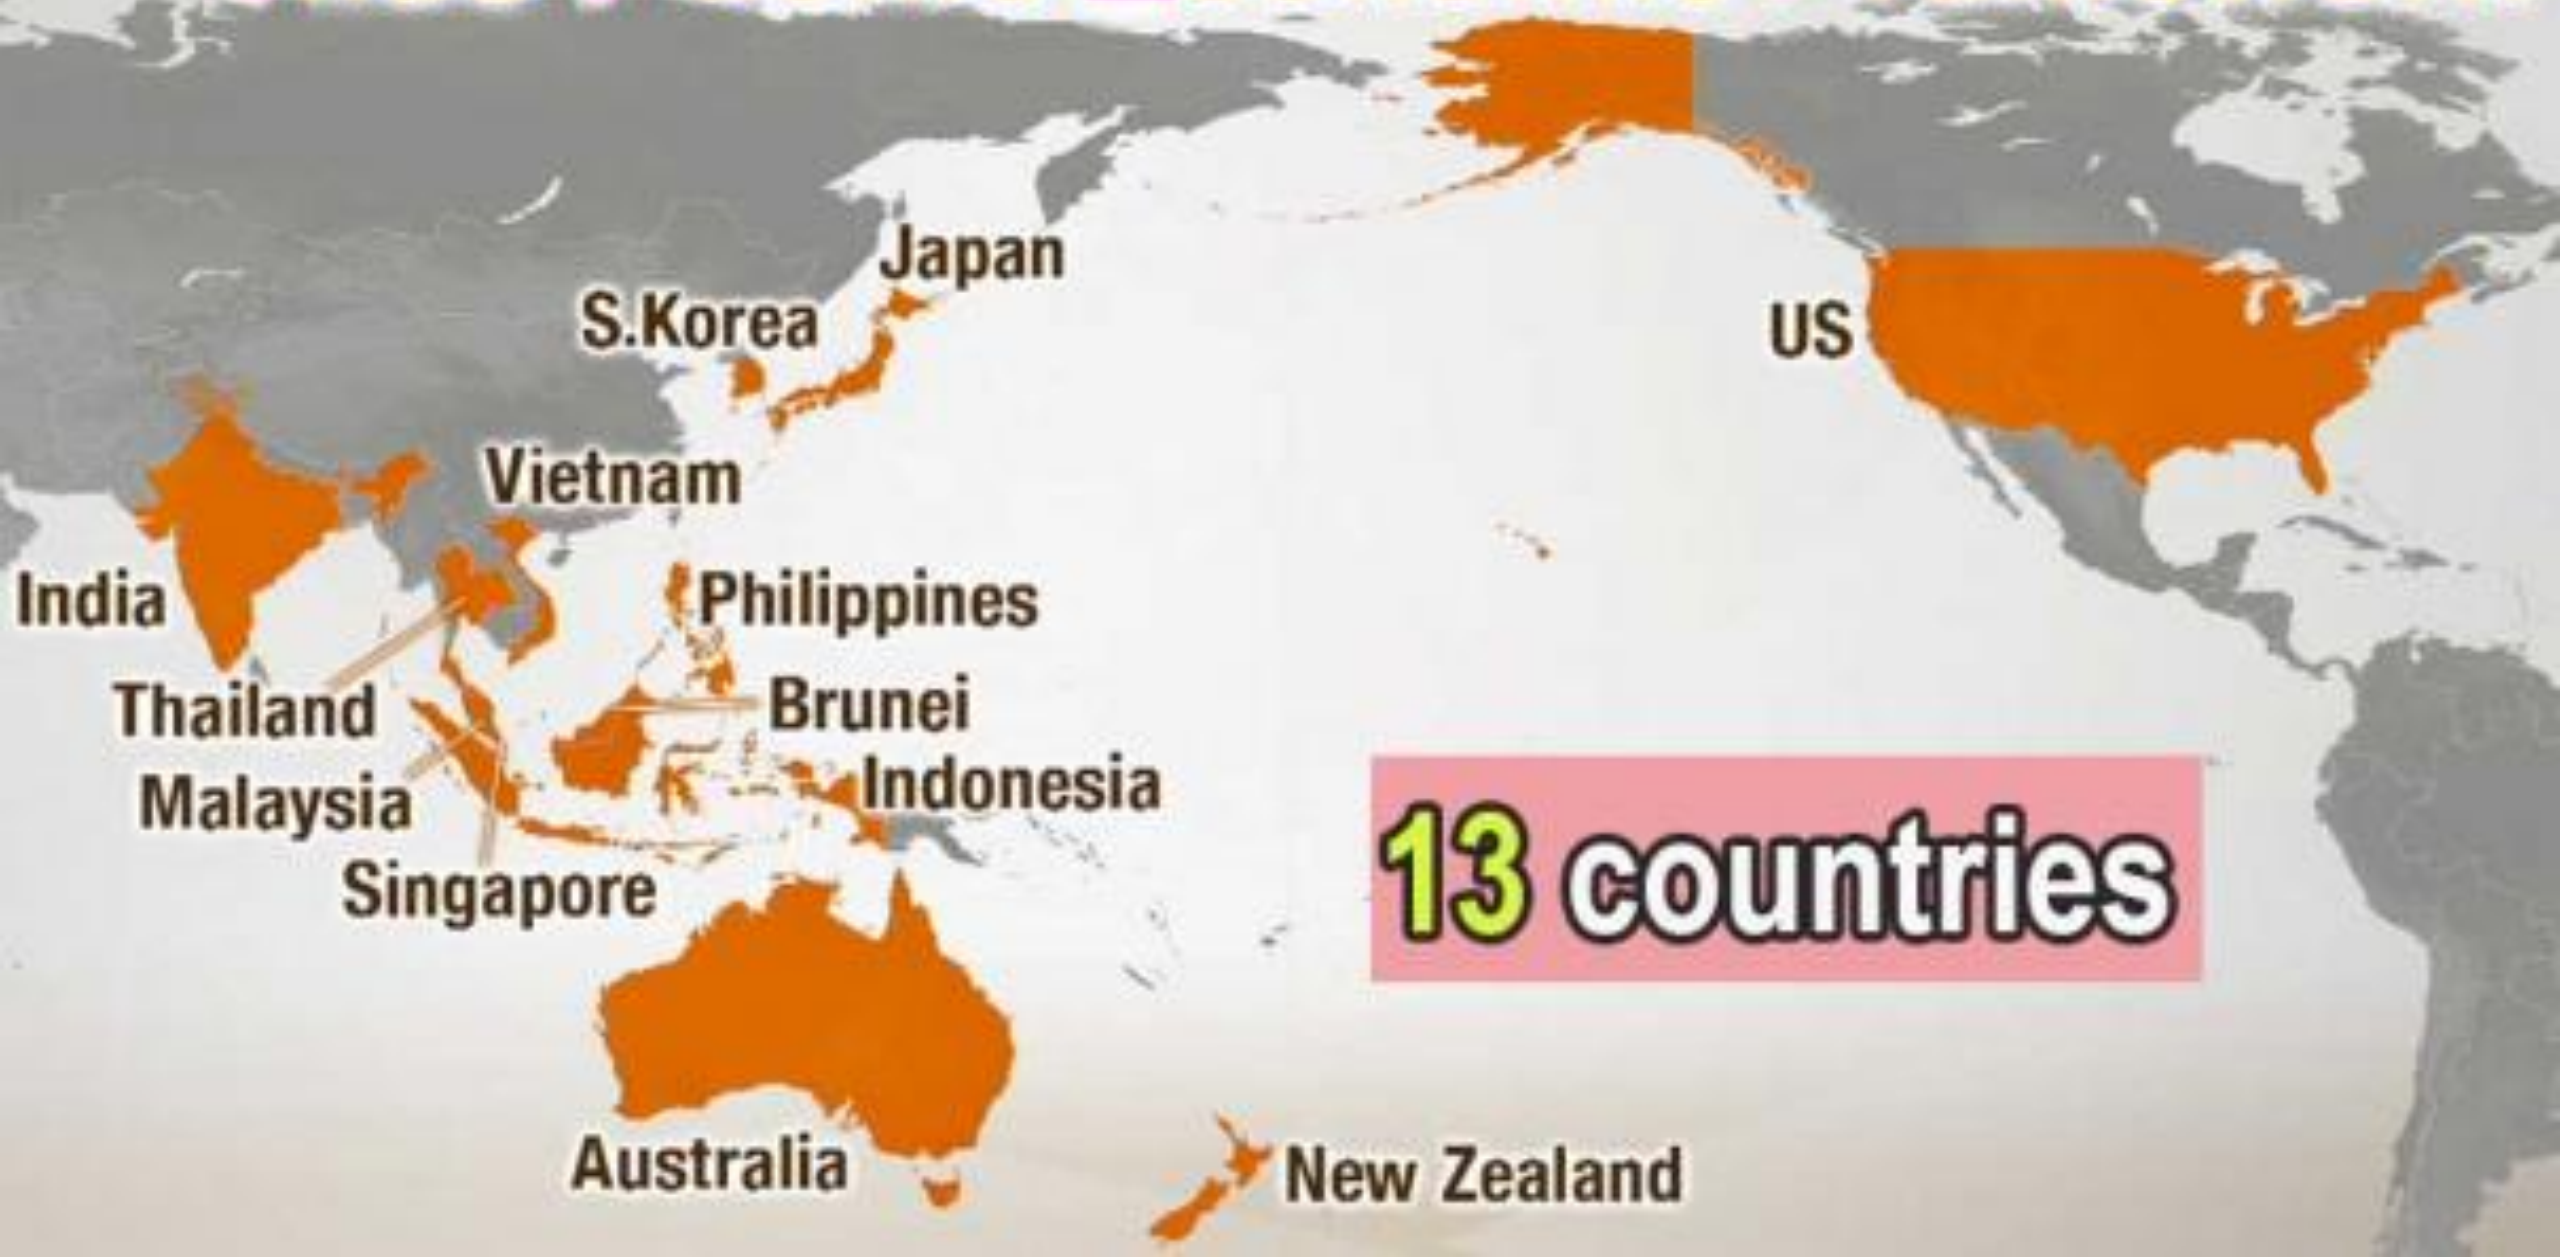 Japan
S.Korea
US
Vietnam
India
Philippines
Thailand
Brunei
Malaysia
Indonesia
Singapore
13 countries
Australia
New Zealand